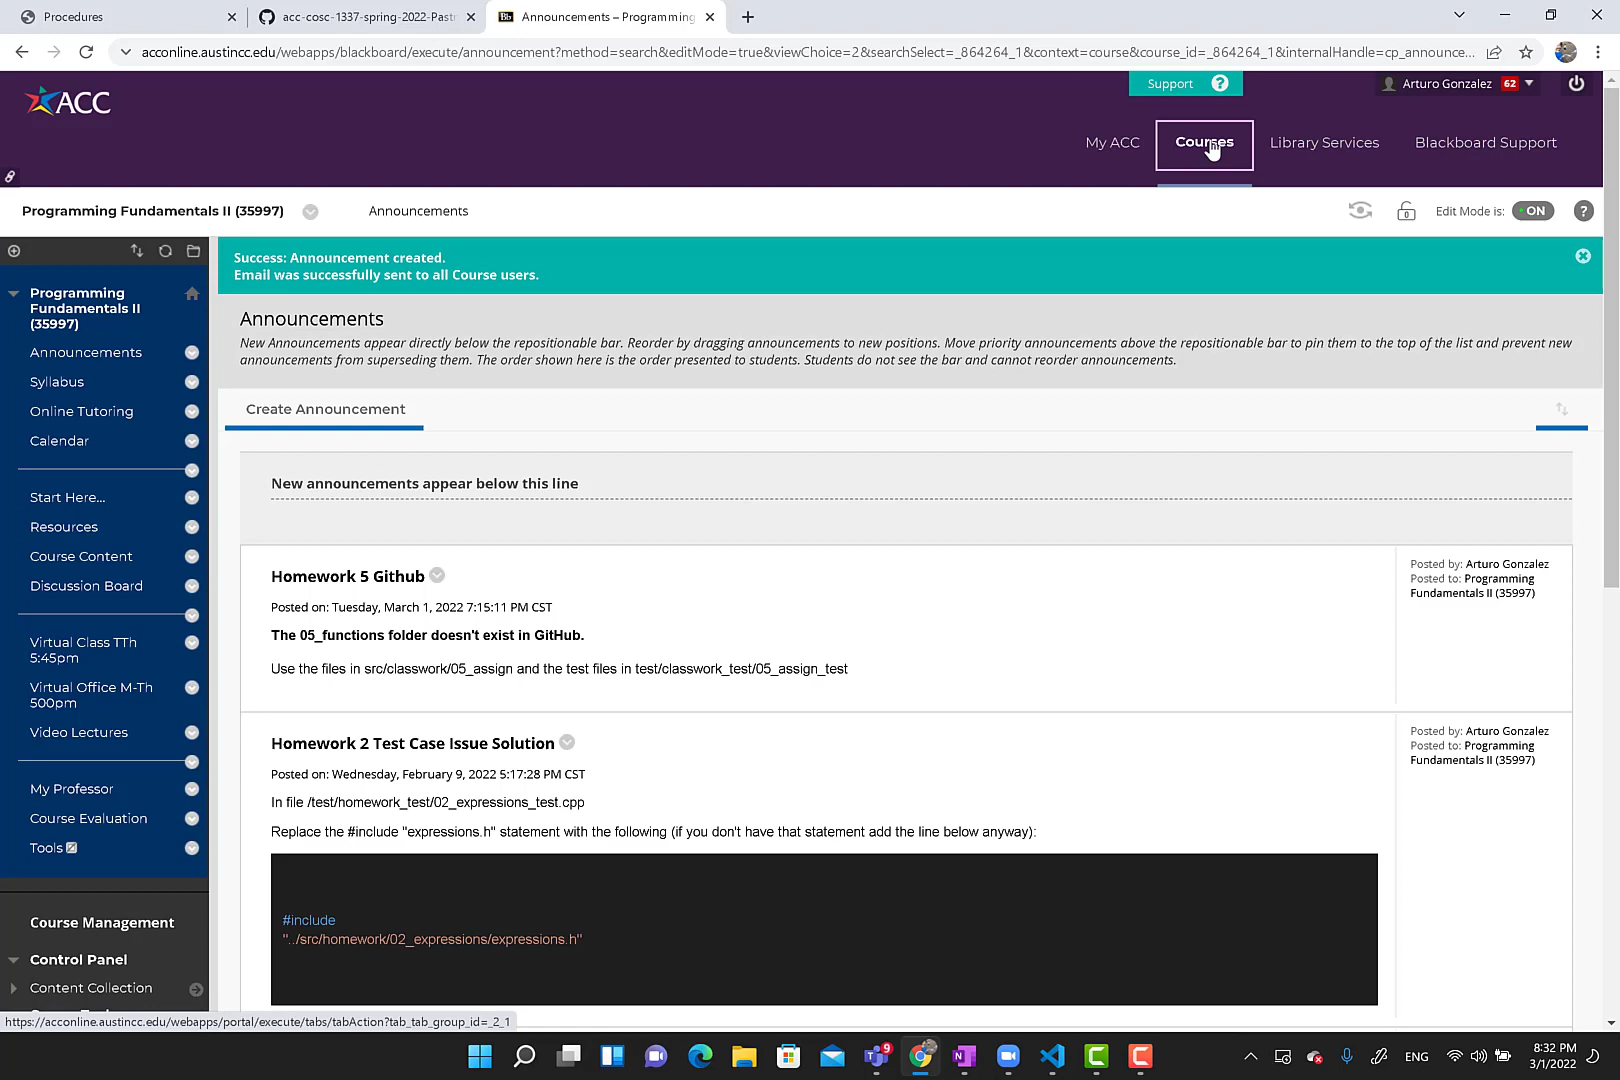 Procedures
acc-cosc-1337-spring-2022-Pastr
Announcements – Programming
acconline.austincc.edu/webapps/blackboard/execute/announcement?method=search&editMode=true&viewChoice=2&searchSelect=_864264_1&context=course&course_id=_864264_1&internalHandle=cp_announce...
ACC
Support ?
Arturo Gonzalez 62
My ACC
Courses
Library Services
Blackboard Support
Programming Fundamentals II (35997)
Announcements
Edit Mode is: ON ?
Success: Announcement created.
Email was successfully sent to all Course users.
Programming
Fundamentals II
(35997)
Announcements
Syllabus
Online Tutoring
Calendar
Start Here...
Resources
Course Content
Discussion Board
Virtual Class TTh
5:45pm
Virtual Office M-Th
500pm
Video Lectures
My Professor
Course Evaluation
Tools
Course Management
Control Panel
Content Collection
Announcements
New Announcements appear directly below the repositionable bar. Reorder by dragging announcements to new positions. Move priority announcements above the repositionable bar to pin them to the top of the list and prevent new
announcements from superseding them. The order shown here is the order presented to students. Students do not see the bar and cannot reorder announcements.
Create Announcement
New announcements appear below this line
Homework 5 Github
Posted on: Tuesday, March 1, 2022 7:15:11 PM CST
The 05_functions folder doesn't exist in GitHub.
Use the files in src/classwork/05_assign and the test files in test/classwork_test/05_assign_test
Posted by: Arturo Gonzalez
Posted to: Programming
Fundamentals II (35997)
Homework 2 Test Case Issue Solution
Posted on: Wednesday, February 9, 2022 5:17:28 PM CST
In file /test/homework_test/02_expressions_test.cpp
Replace the #include "expressions.h" statement with the following (if you don't have that statement add the line below anyway):
#include
"../src/homework/02_expressions/expressions.h"
Posted by: Arturo Gonzalez
Posted to: Programming
Fundamentals II (35997)
https://acconline.austincc.edu/webapps/portal/execute/tabs/tabAction?tab_tab_group_id=_2_1
9
ENG
8:32 PM
3/1/2022